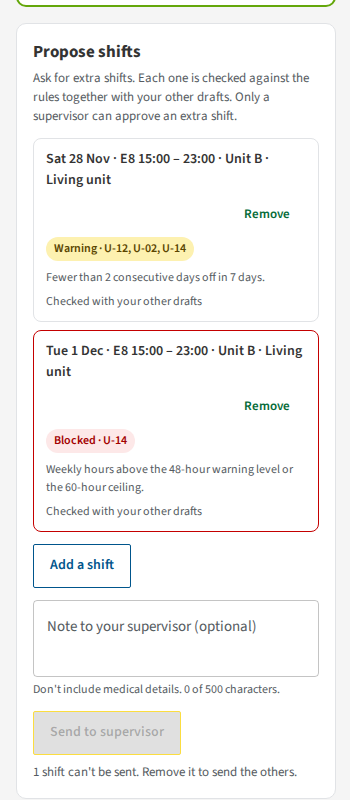 Propose shifts
Ask for extra shifts. Each one is checked against the
rules together with your other drafts. Only a
supervisor can approve an extra shift.
Sat 28 Nov · E8 15:00 – 23:00 · Unit B ·
Living unit
Remove
Warning · U-12, U-02, U-14
Fewer than 2 consecutive days off in 7 days.
Checked with your other drafts
Tue 1 Dec · E8 15:00 – 23:00 · Unit B · Living
unit
Remove
Blocked · U-14
Weekly hours above the 48-hour warning level or
the 60-hour ceiling.
Checked with your other drafts
Add a shift
Note to your supervisor (optional)
Don't include medical details. 0 of 500 characters.
Send to supervisor
1 shift can't be sent. Remove it to send the others.